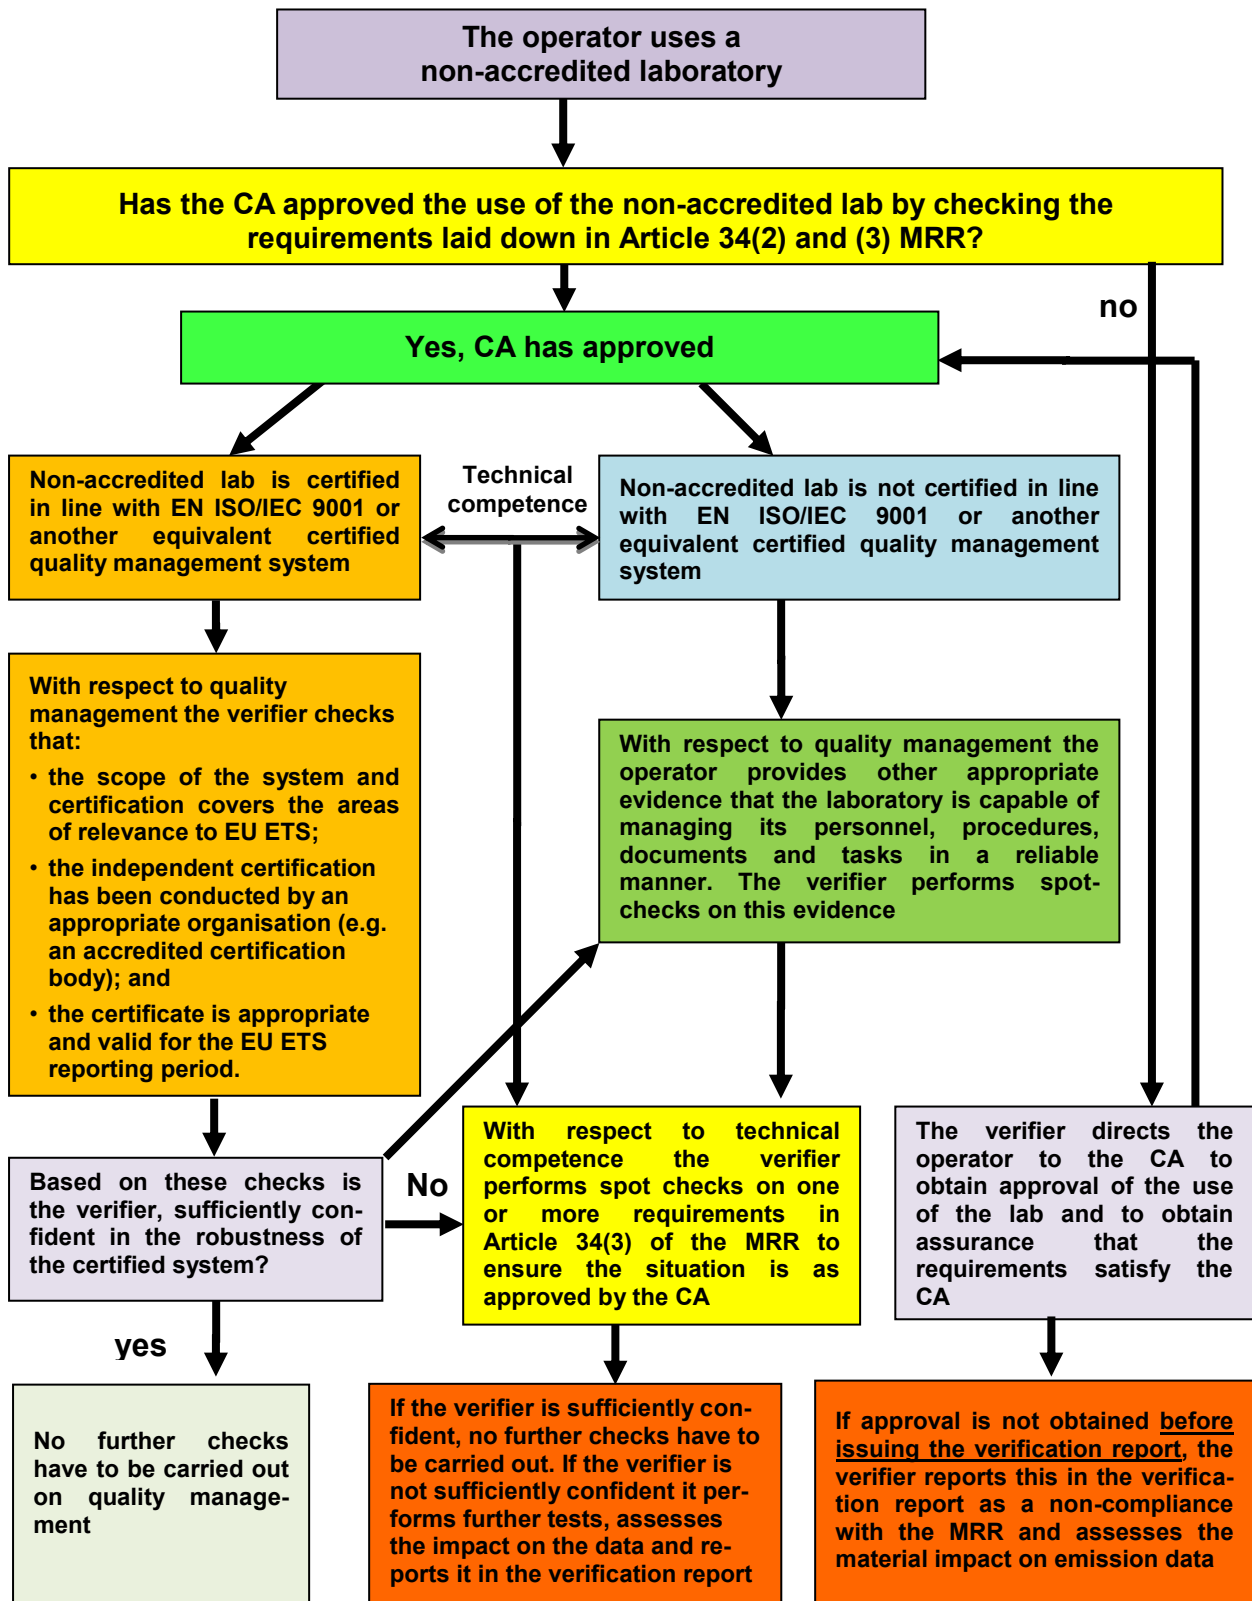 The operator uses a
non-accredited laboratory
Has the CA approved the use of the non-accredited lab by checking the
requirements laid down in Article 34(2) and (3) MRR?
no
Yes, CA has approved
Non-accredited lab is certified
in line with EN ISO/IEC 9001 or
another equivalent certified
quality management system
Technical
competence
Non-accredited lab is not certified in line
with EN ISO/IEC 9001 or another
equivalent certified quality management
system
With respect to quality
management the verifier checks
that:
• the scope of the system and
certification covers the areas
of relevance to EU ETS;
• the independent certification
has been conducted by an
appropriate organisation (e.g.
an accredited certification
body); and
• the certificate is appropriate
and valid for the EU ETS
reporting period.
With respect to quality management the
operator provides other appropriate
evidence that the laboratory is capable of
managing its personnel, procedures,
documents and tasks in a reliable
manner. The verifier performs spot-
checks on this evidence
Based on these checks is
the verifier, sufficiently con-
fident in the robustness of
the certified system?
No
With respect to technical
competence the verifier
performs spot checks on one
or more requirements in
Article 34(3) of the MRR to
ensure the situation is as
approved by the CA
The verifier directs the
operator to the CA to
obtain approval of the use
of the lab and to obtain
assurance that the
requirements satisfy the
CA
yes
No further checks
have to be carried out
on quality manage-
ment
If the verifier is sufficiently con-
fident, no further checks have to
be carried out. If the verifier is
not sufficiently confident it per-
forms further tests, assesses
the impact on the data and re-
ports it in the verification report
If approval is not obtained before
issuing the verification report, the
verifier reports this in the verifica-
tion report as a non-compliance
with the MRR and assesses the
material impact on emission data